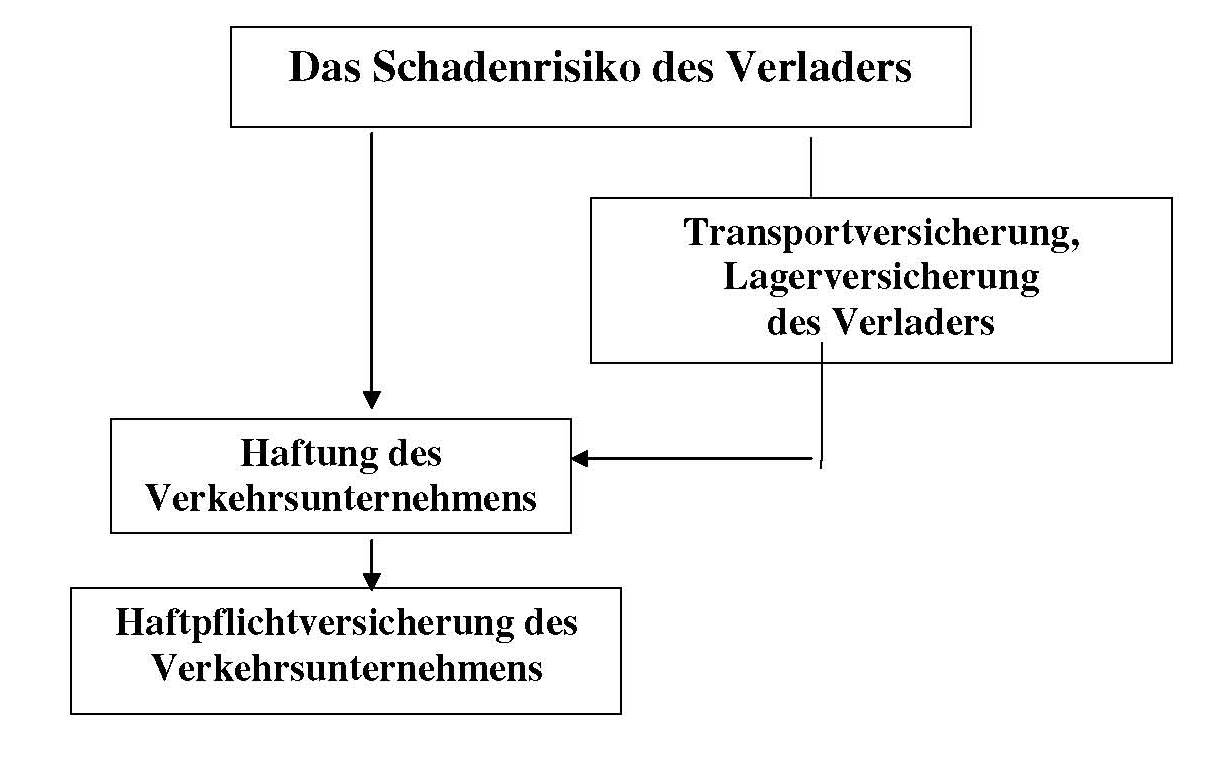 Das Schadenrisiko des Verladers
Transportversicherung,
Lagerversicherung
des Verladers
Haftung des
Verkehrsunternehmens
Haftpflichtversicherung des
Verkehrsunternehmens